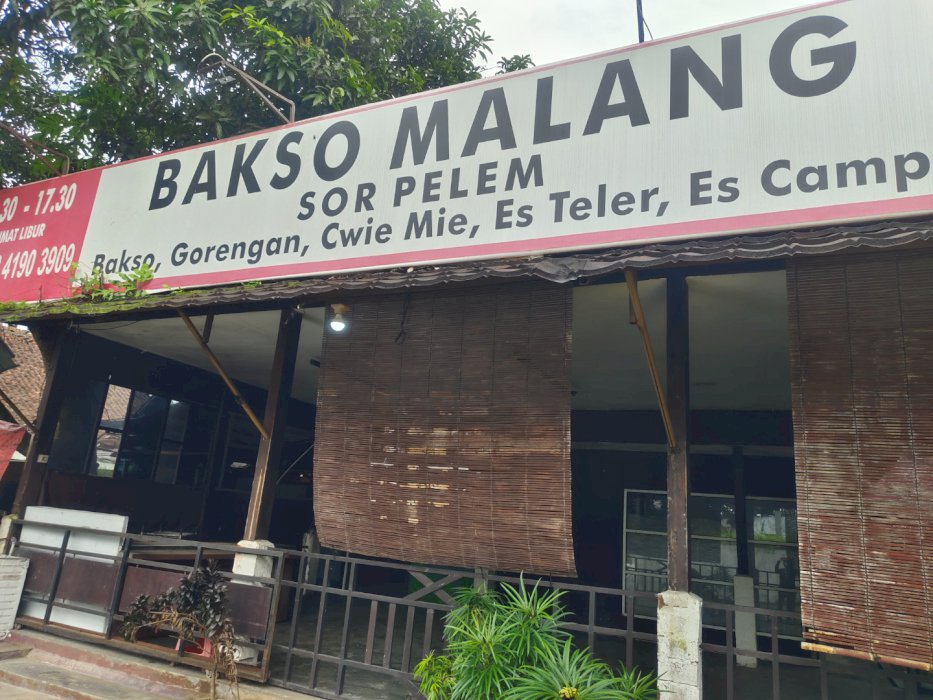 BAKSO MALANG
SOR PELEM
Bakso, Gorengan, Cwie Mie, Es Teler, Es Camp
.30 - 17.30
MAT LIBUR
4190 3909